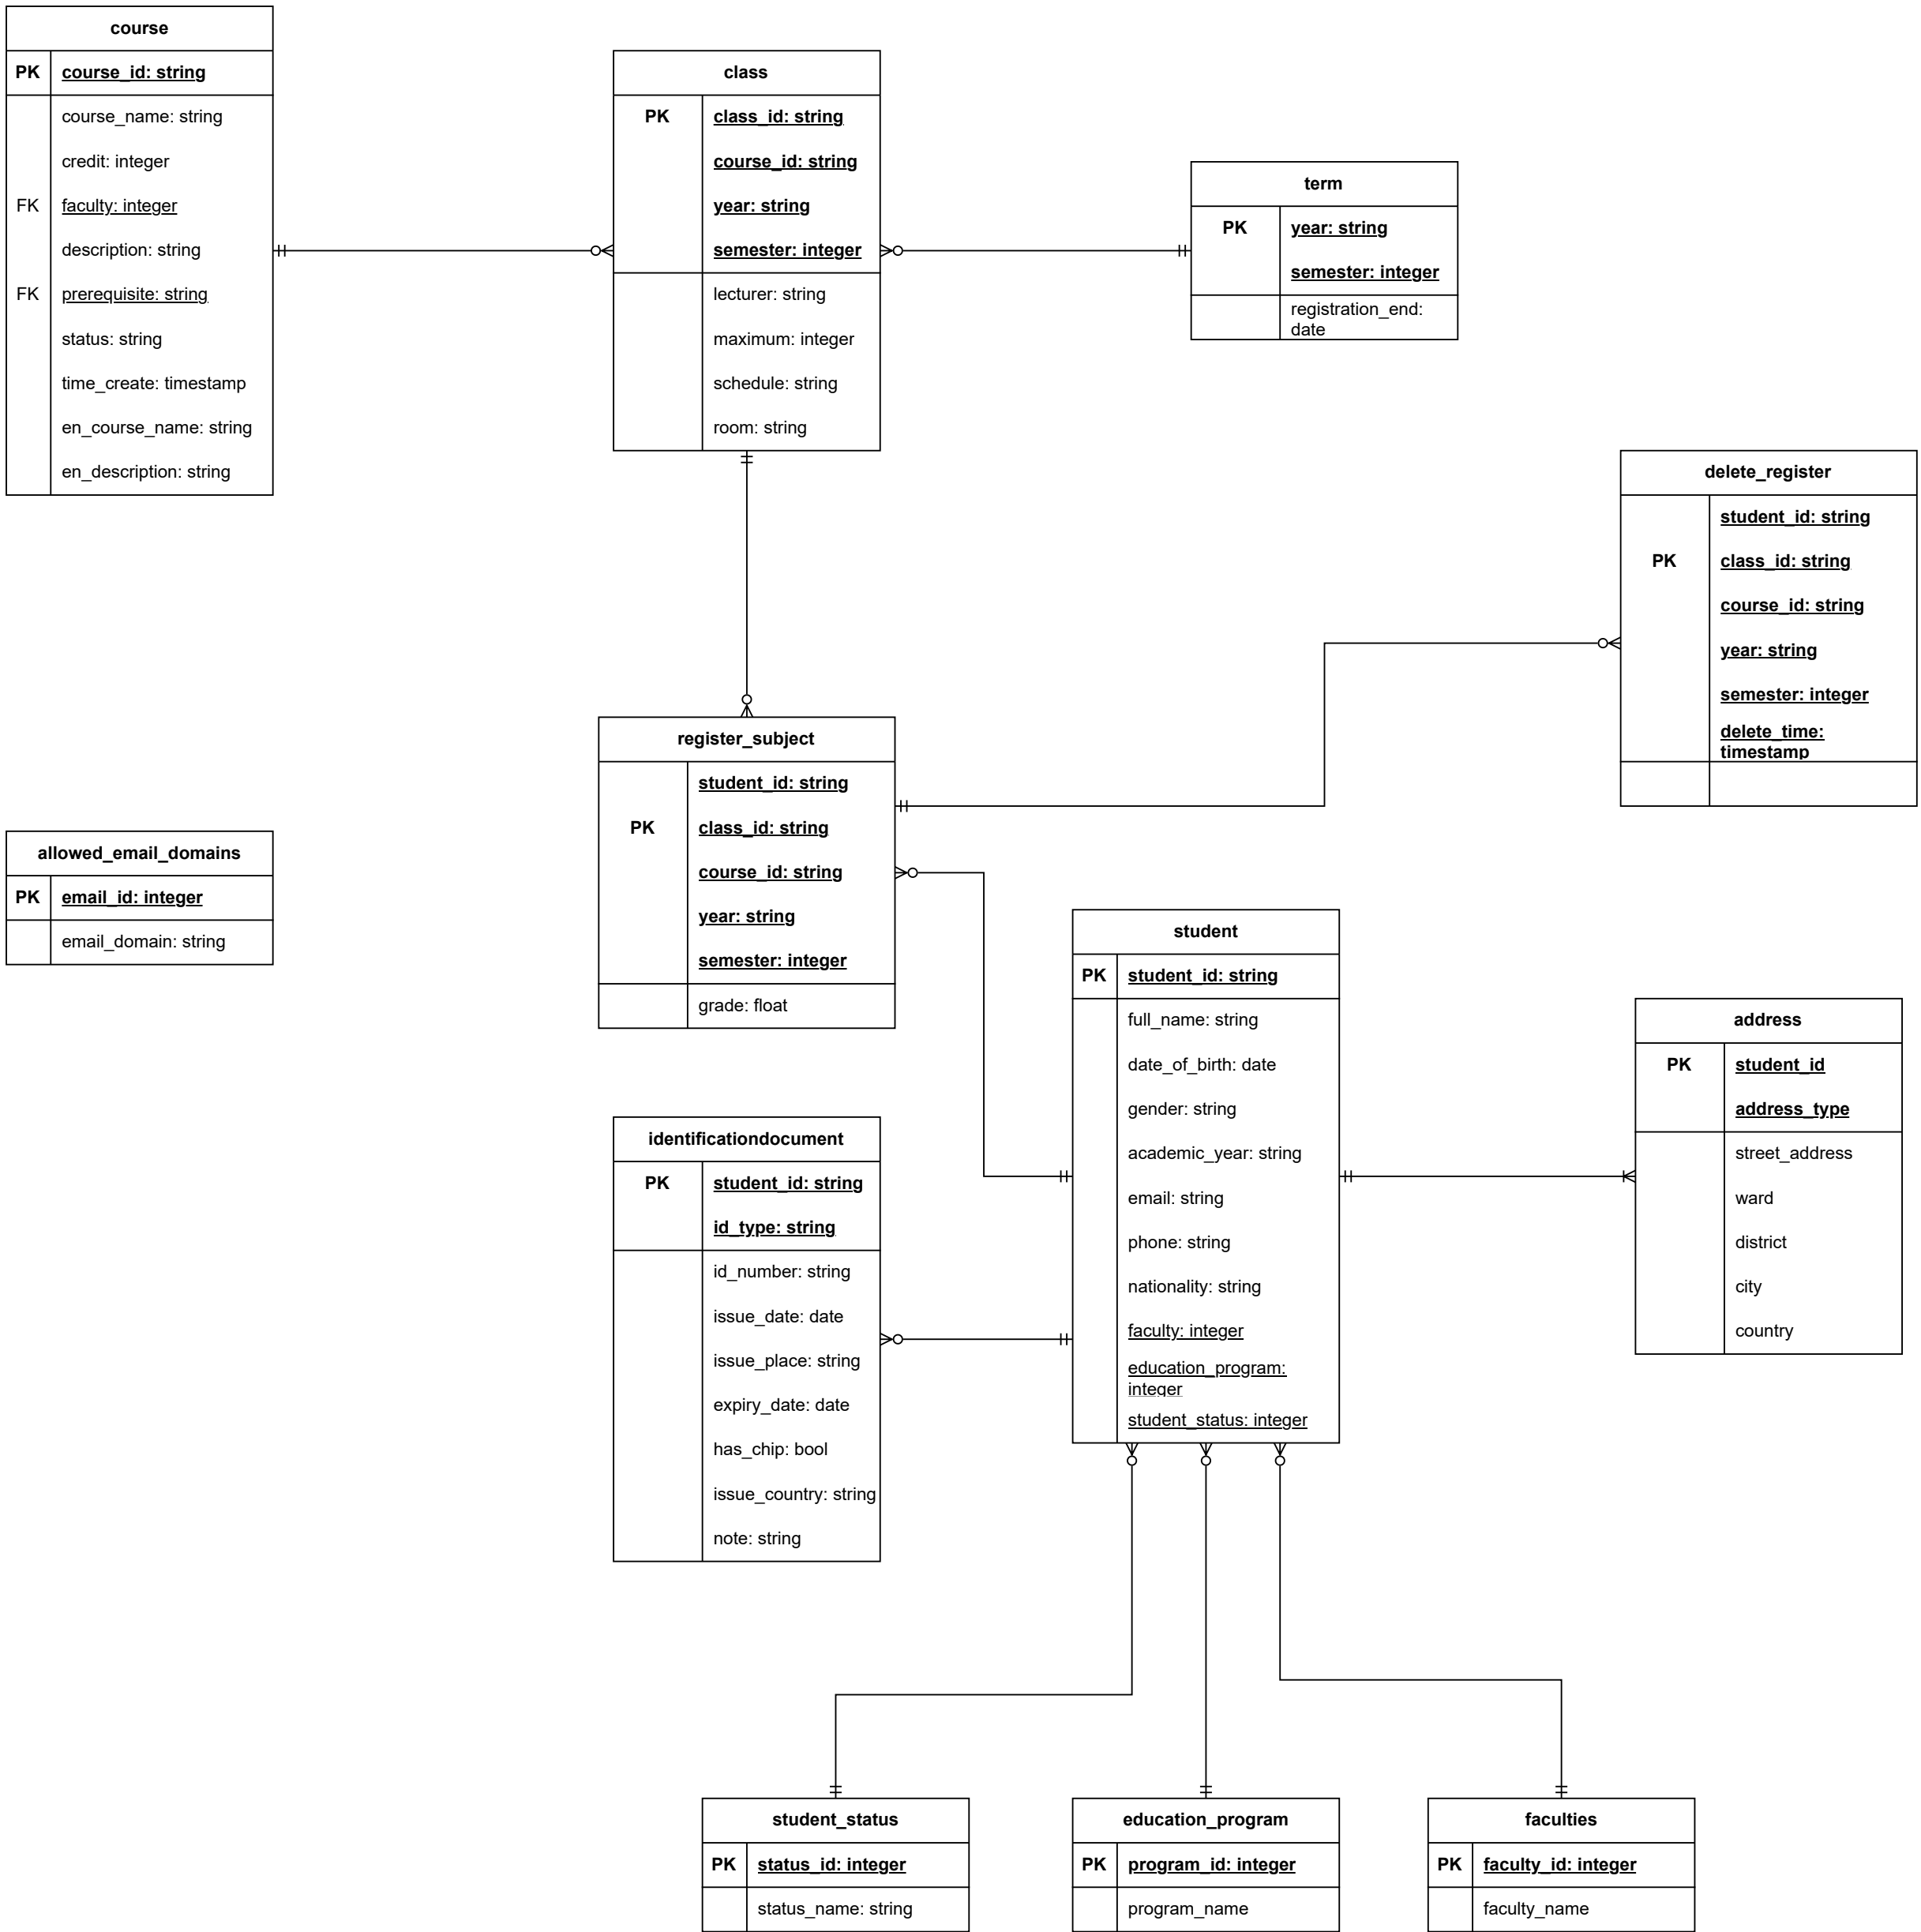 course
PK course_id: string
course_name: string
credit: integer
FK faculty: integer
description: string
FK prerequisite: string
status: string
time_create: timestamp
en_course_name: string
en_description: string
class
PK class_id: string
course_id: string
year: string
semester: integer
lecturer: string
maximum: integer
schedule: string
room: string
term
PK year: string
semester: integer
registration_end:
date
delete_register
student_id: string
PK class_id: string
course_id: string
year: string
semester: integer
delete_time:
timestamp
register_subject
student_id: string
PK class_id: string
course_id: string
year: string
semester: integer
grade: float
allowed_email_domains
PK email_id: integer
email_domain: string
student
PK student_id: string
full_name: string
date_of_birth: date
gender: string
academic_year: string
email: string
phone: string
nationality: string
faculty: integer
education_program:
integer
student_status: integer
address
PK student_id
address_type
street_address
ward
district
city
country
identificationdocument
PK student_id: string
id_type: string
id_number: string
issue_date: date
issue_place: string
expiry_date: date
has_chip: bool
issue_country: string
note: string
student_status
PK status_id: integer
status_name: string
education_program
PK program_id: integer
program_name
faculties
PK faculty_id: integer
faculty_name